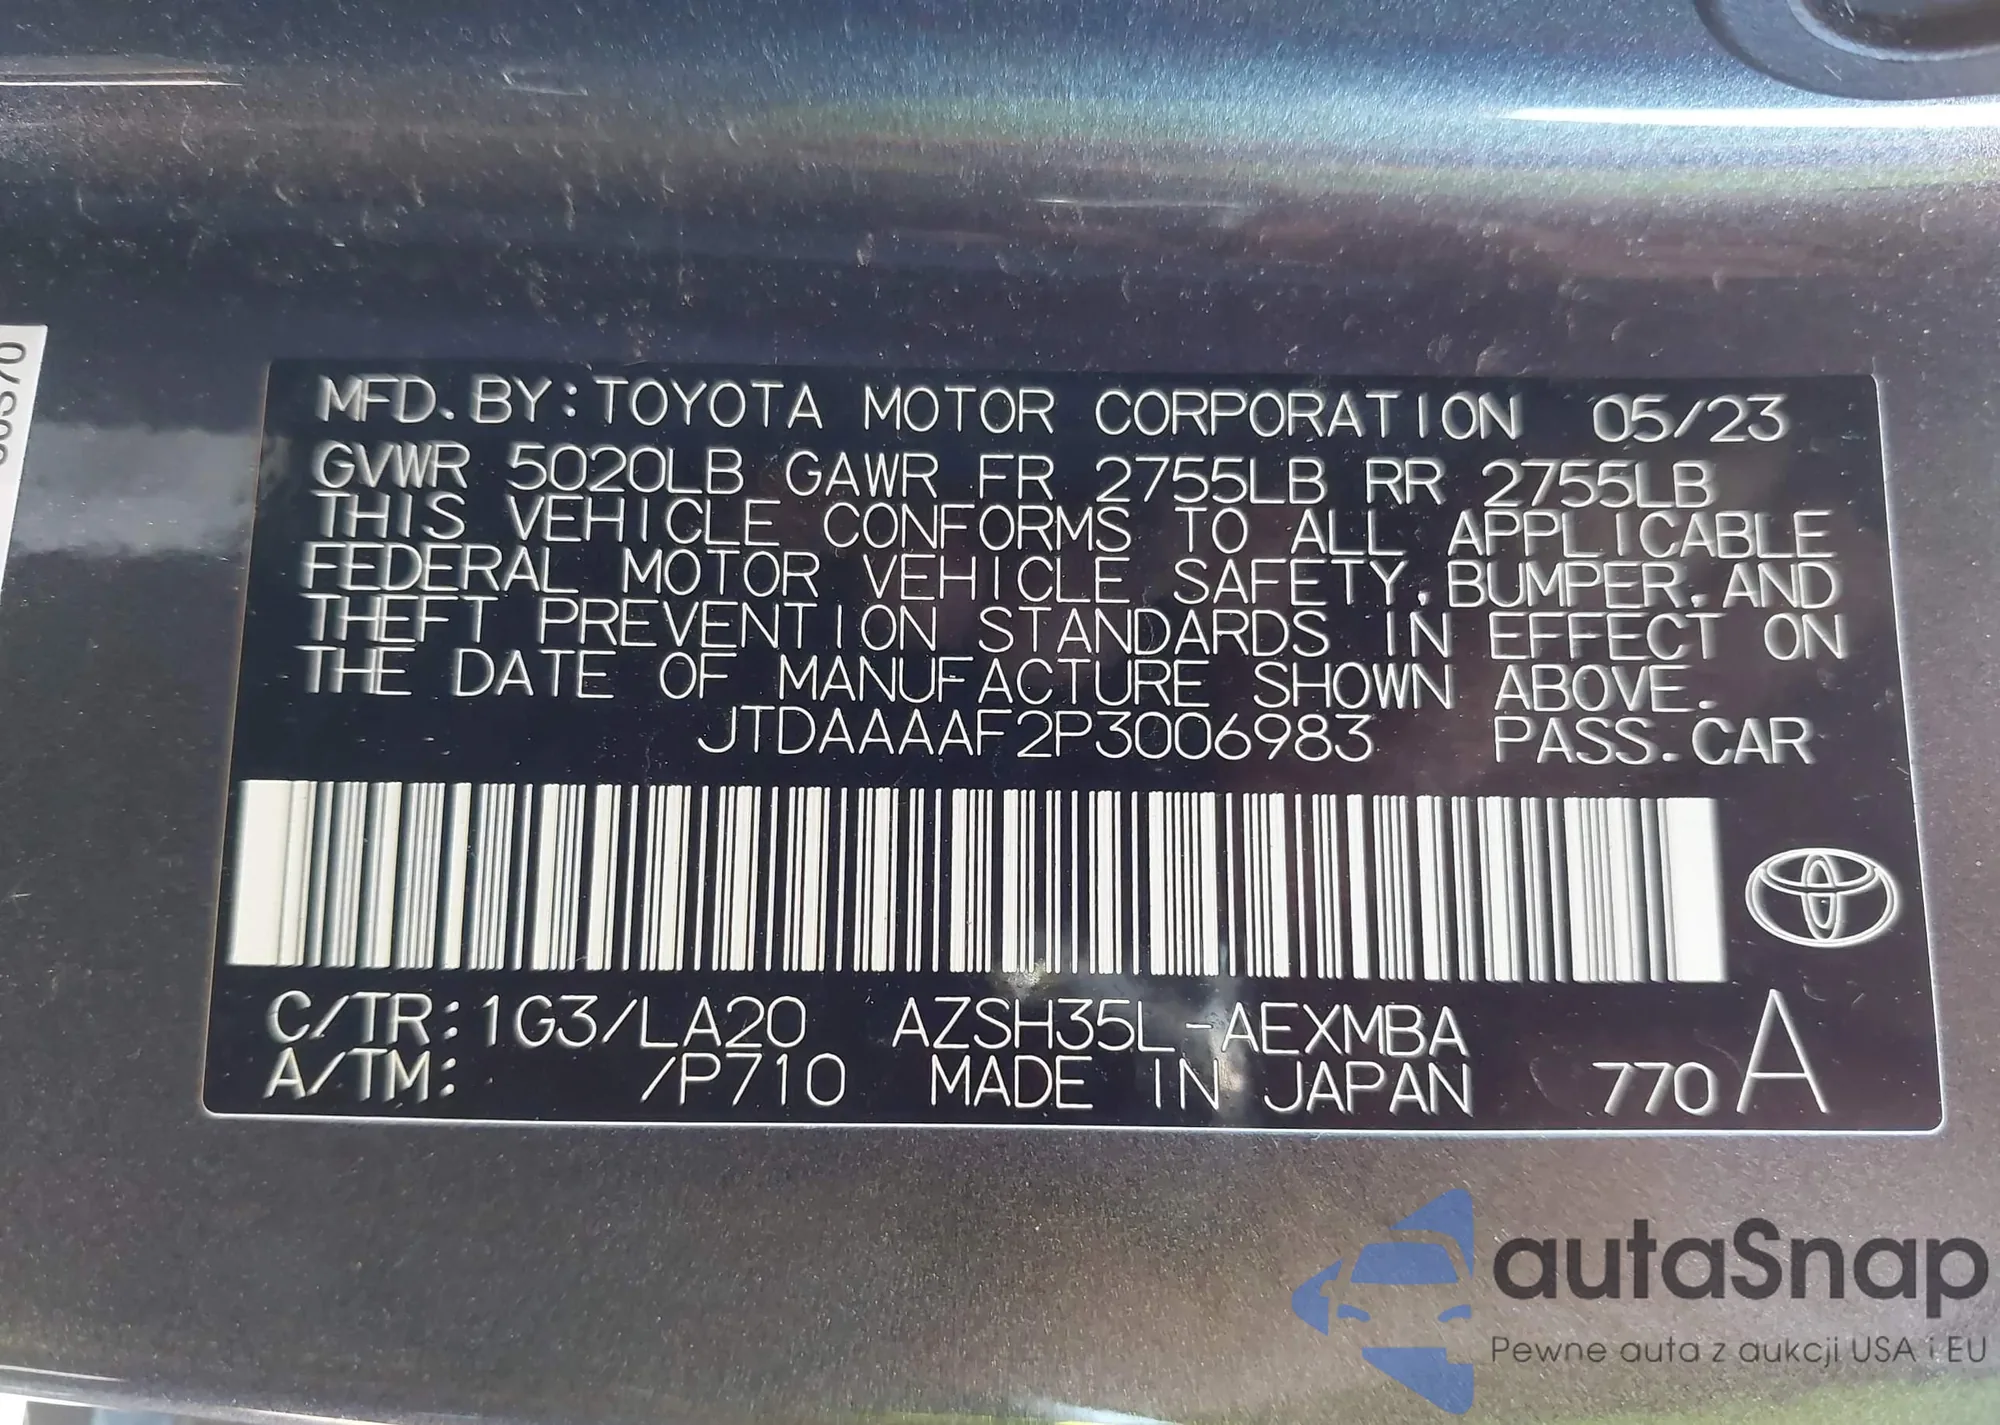 MFD. BY: TOYOTA MOTOR CORPORATION 05/23
GVWR 5020LB GAWR FR 2755LB RR 2755LB
THIS VEHICLE CONFORMS TO ALL APPLICABLE
FEDERAL MOTOR VEHICLE SAFETY, BUMPER, AND
THEFT PREVENTION STANDARDS IN EFFECT ON
THE DATE OF MANUFACTURE SHOWN ABOVE.
JTDAAAAF2P3006983 PASS. CAR
C/TR: 1G3/LA20 AZSH35L-AEXMBA
A/TM: /P710 MADE IN JAPAN 770 A
autaSnap
Pewne auta z aukcji USA i EU